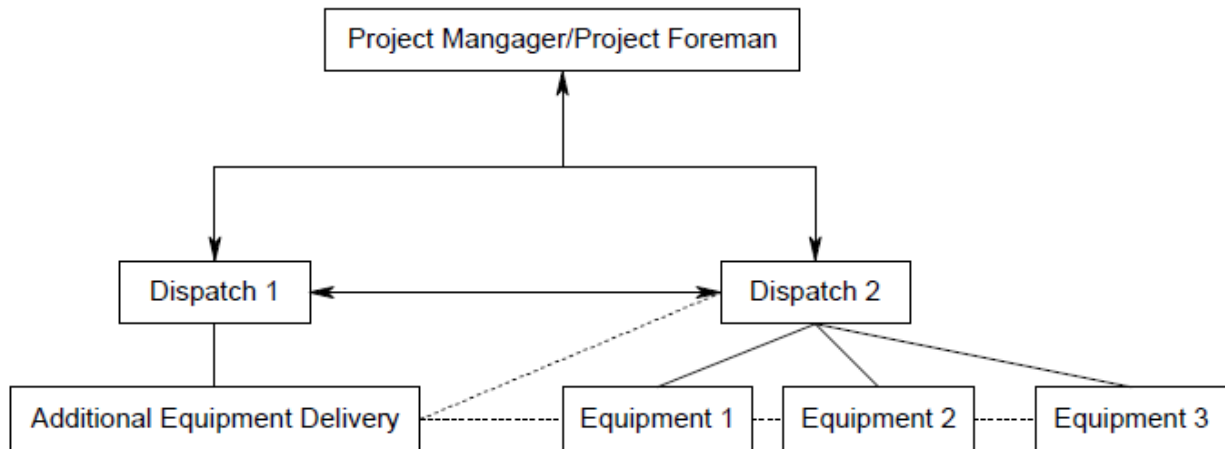 Project Mangager/Project Foreman
Dispatch 1
Dispatch 2
Additional Equipment Delivery
Equipment 1
Equipment 2
Equipment 3